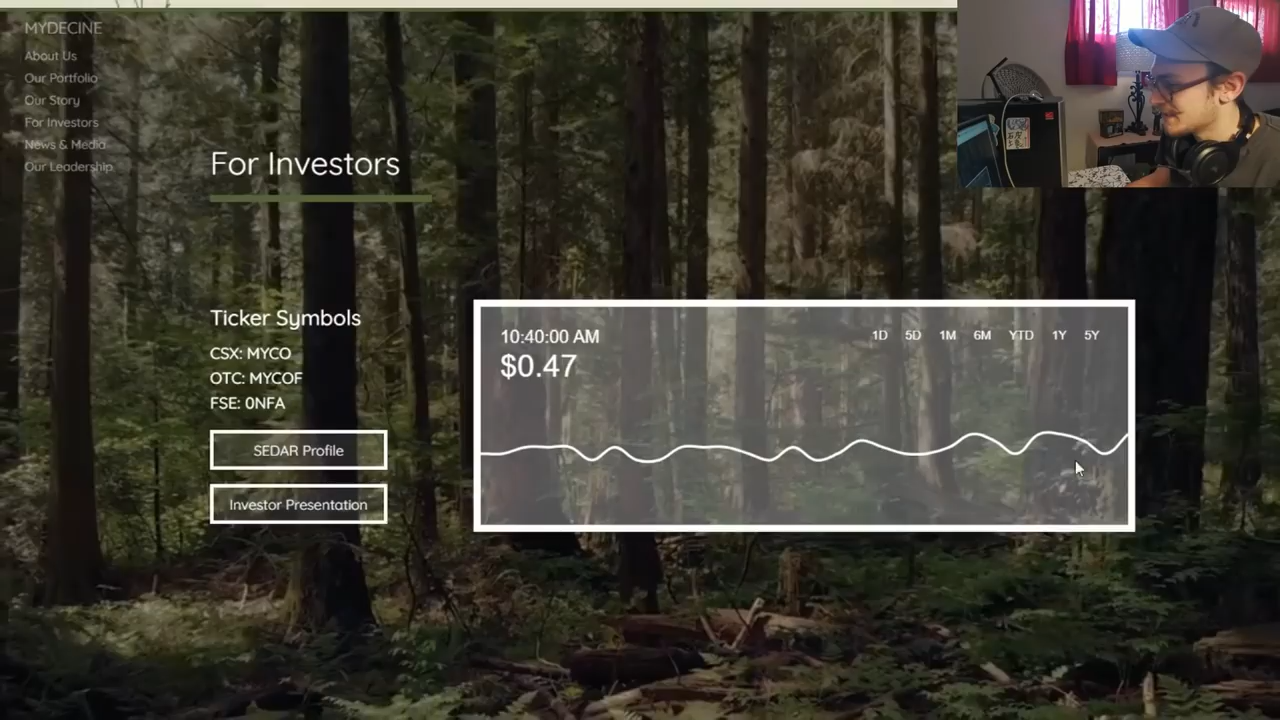 MYDECINE
About Us
Our Portfolio
Our Story
For Investors
News & Media
Our Leadership
For Investors
Ticker Symbols
CSX: MYCO
OTC: MYCOF
FSE: 0NFA
SEDAR Profile
Investor Presentation
10:40:00 AM
$0.47
1D 5D 1M 6M YTD 1Y 5Y